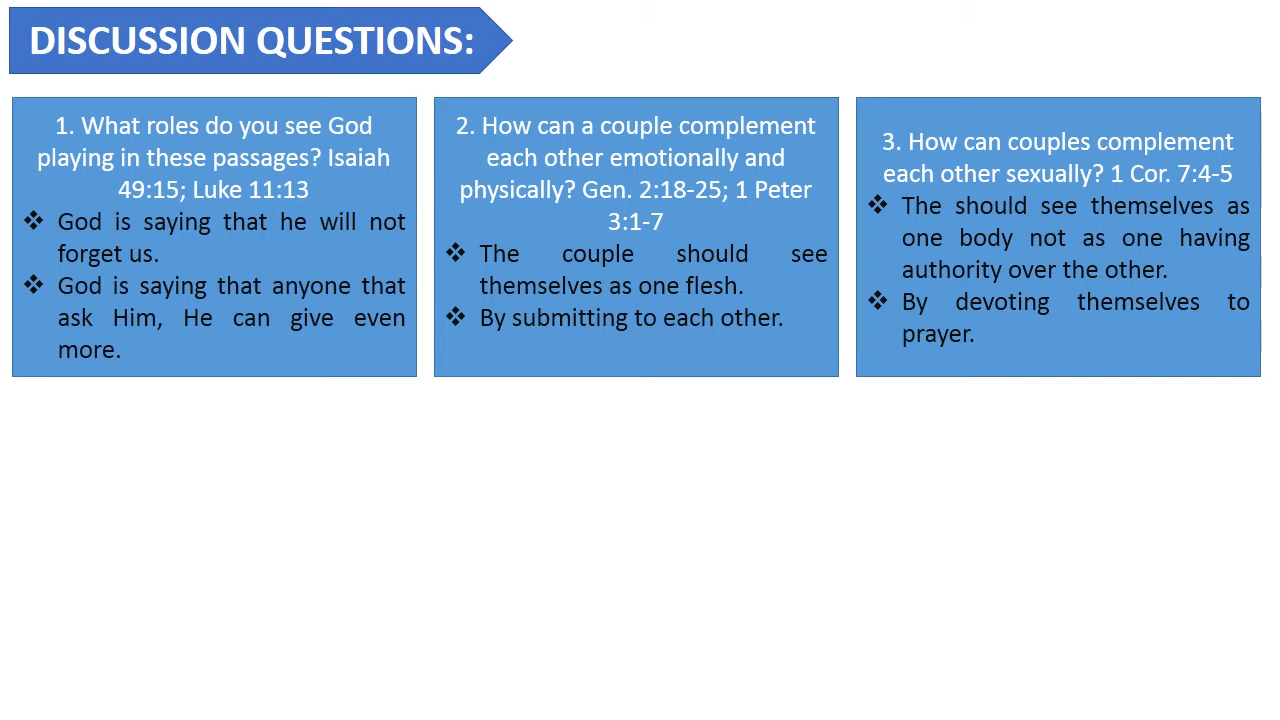 DISCUSSION QUESTIONS:
1. What roles do you see God
playing in these passages? Isaiah
49:15; Luke 11:13
❖ God is saying that he will not
forget us.
❖ God is saying that anyone that
ask Him, He can give even
more.
2. How can a couple complement
each other emotionally and
physically? Gen. 2:18-25; 1 Peter
3:1-7
❖ The couple should see
themselves as one flesh.
❖ By submitting to each other.
3. How can couples complement
each other sexually? 1 Cor. 7:4-5
❖ The should see themselves as
one body not as one having
authority over the other.
❖ By devoting themselves to
prayer.